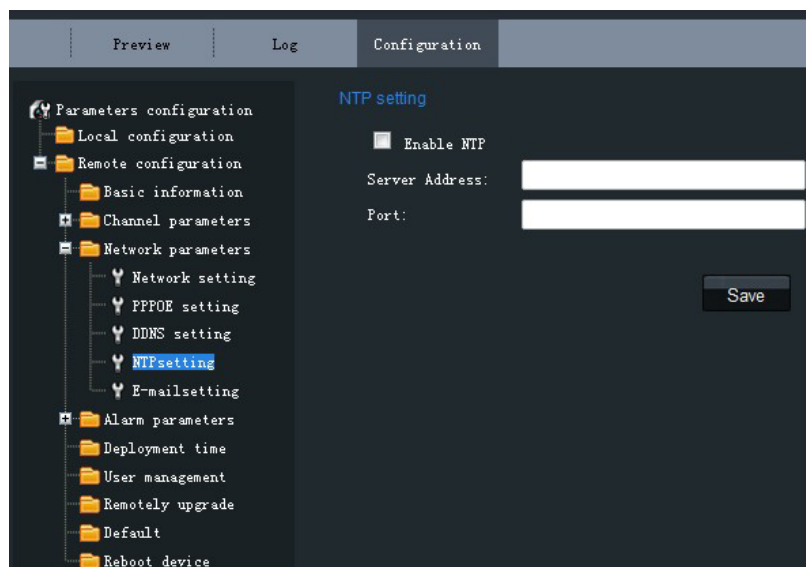 Preview Log Configuration
Parameters configuration
Local configuration
Remote configuration
Basic information
Channel parameters
Network parameters
Network setting
PPPOE setting
DDNS setting
NTPsetting
E-mailsetting
Alarm parameters
Deployment time
User management
Remotely upgrade
Default
Reboot device
NTP setting
Enable NTP
Server Address:
Port:
Save